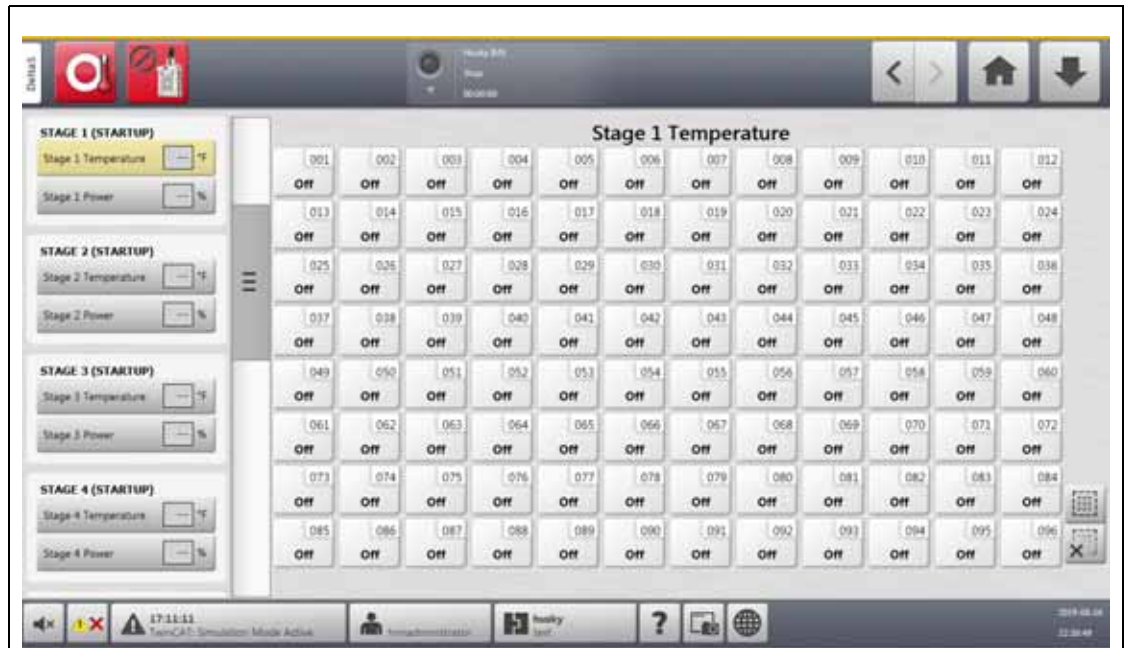 Delta5
STAGE 1 (STARTUP)
Stage 1 Temperature -- °F
Stage 1 Power -- %
STAGE 2 (STARTUP)
Stage 2 Temperature -- °F
Stage 2 Power -- %
STAGE 3 (STARTUP)
Stage 3 Temperature -- °F
Stage 3 Power -- %
STAGE 4 (STARTUP)
Stage 4 Temperature -- °F
Stage 4 Power -- %
Stage 1 Temperature
001 002 003 004 005 006 007 008 009 010 011 012
Off Off Off Off Off Off Off Off Off Off Off Off
013 014 015 016 017 018 019 020 021 022 023 024
Off Off Off Off Off Off Off Off Off Off Off Off
025 026 027 028 029 030 031 032 033 034 035 036
Off Off Off Off Off Off Off Off Off Off Off Off
037 038 039 040 041 042 043 044 045 046 047 048
Off Off Off Off Off Off Off Off Off Off Off Off
049 050 051 052 053 054 055 056 057 058 059 060
Off Off Off Off Off Off Off Off Off Off Off Off
061 062 063 064 065 066 067 068 069 070 071 072
Off Off Off Off Off Off Off Off Off Off Off Off
073 074 075 076 077 078 079 080 081 082 083 084
Off Off Off Off Off Off Off Off Off Off Off Off
085 086 087 088 089 090 091 092 093 094 095 096
Off Off Off Off Off Off Off Off Off Off Off Off
17:11:11
TwinCAT: Simulation Mode Active
husky
test
?